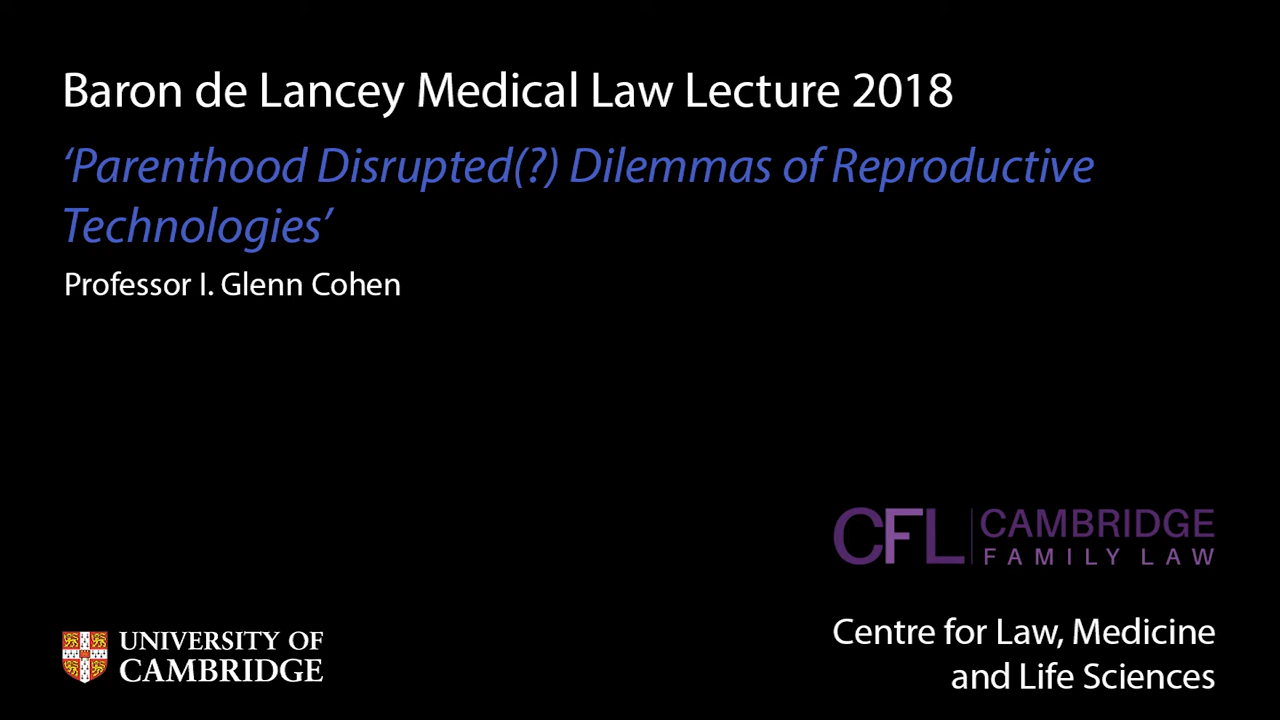 Baron de Lancey Medical Law Lecture 2018
‘Parenthood Disrupted(?) Dilemmas of Reproductive
Technologies’
Professor I. Glenn Cohen
CFL CAMBRIDGE
FAMILY LAW
UNIVERSITY OF
CAMBRIDGE
Centre for Law, Medicine
and Life Sciences